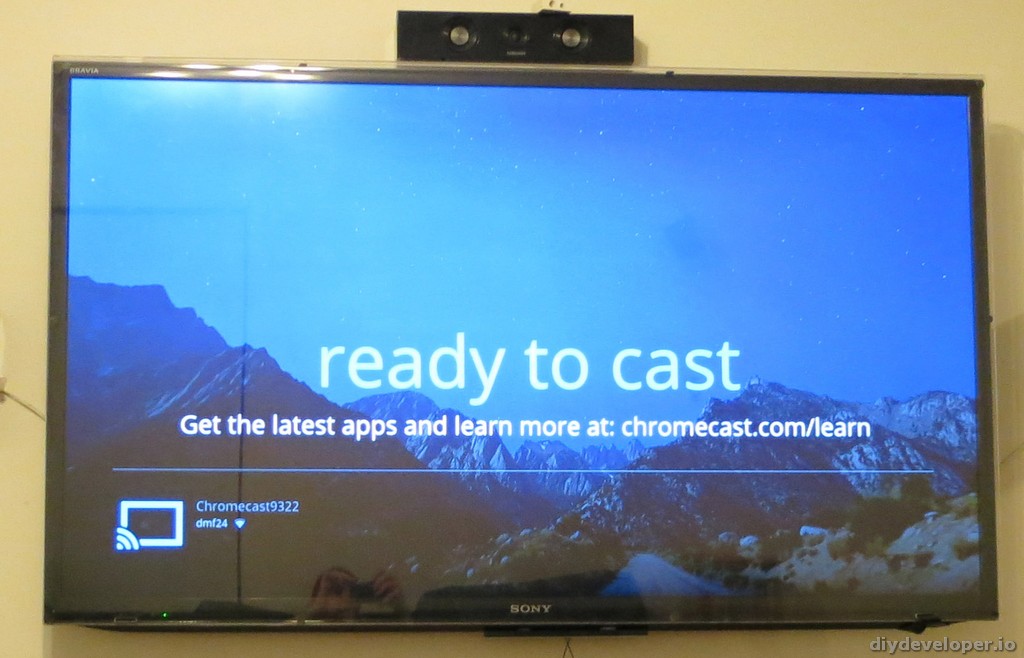 BRAVIA
ready to cast
Get the latest apps and learn more at: chromecast.com/learn
Chromecast9322
dmf24
SONY
diydeveloper.io